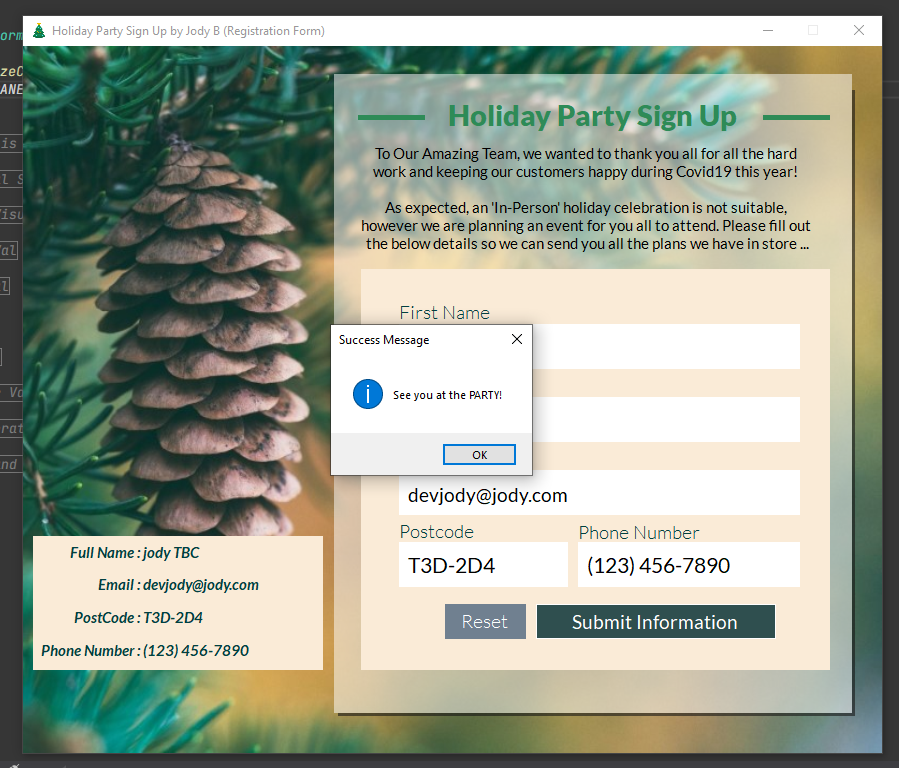 Holiday Party Sign Up by Jody B (Registration Form)
Holiday Party Sign Up
To Our Amazing Team, we wanted to thank you all for all the hard
work and keeping our customers happy during Covid19 this year!
As expected, an 'In-Person' holiday celebration is not suitable,
however we are planning an event for you all to attend. Please fill out
the below details so we can send you all the plans we have in store ...
First Name
Success Message
See you at the PARTY!
OK
devjody@jody.com
Postcode
Phone Number
T3D-2D4
(123) 456-7890
Reset
Submit Information
Full Name : jody TBC
Email : devjody@jody.com
PostCode : T3D-2D4
Phone Number : (123) 456-7890